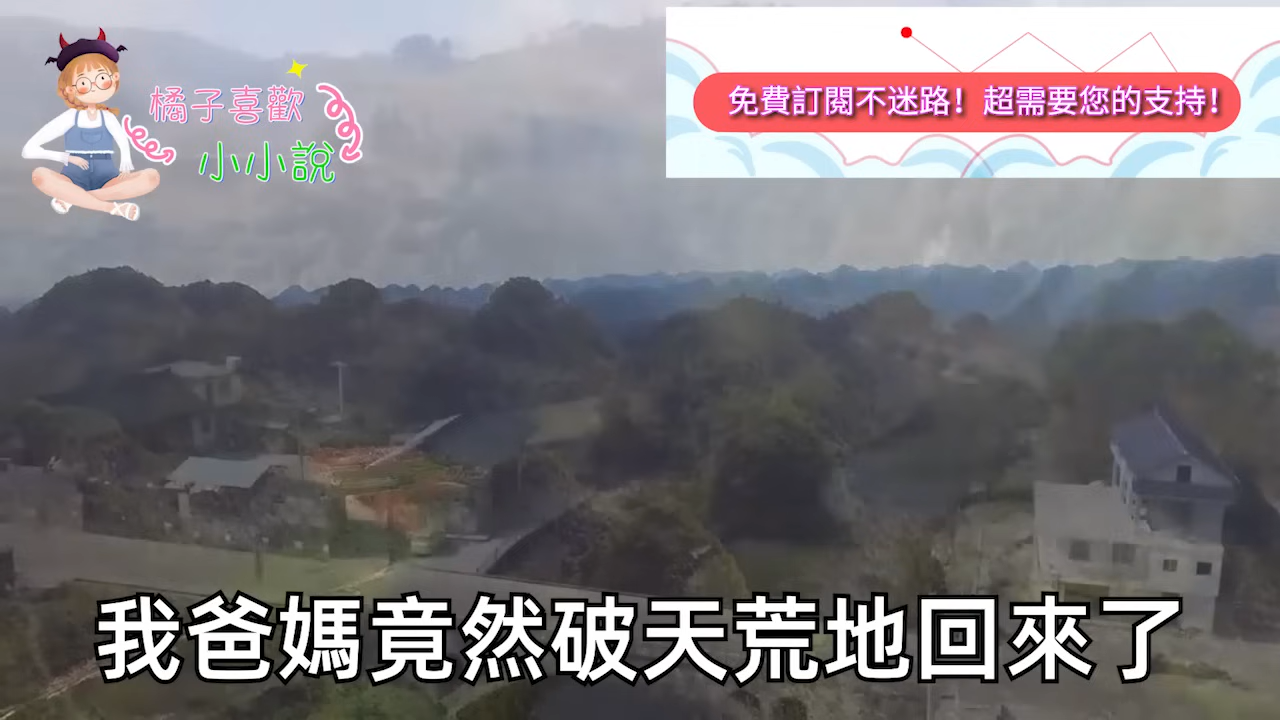 橘子喜歡
小小說
免費訂閱不迷路！超需要您的支持！
我爸媽竟然破天荒地回來了